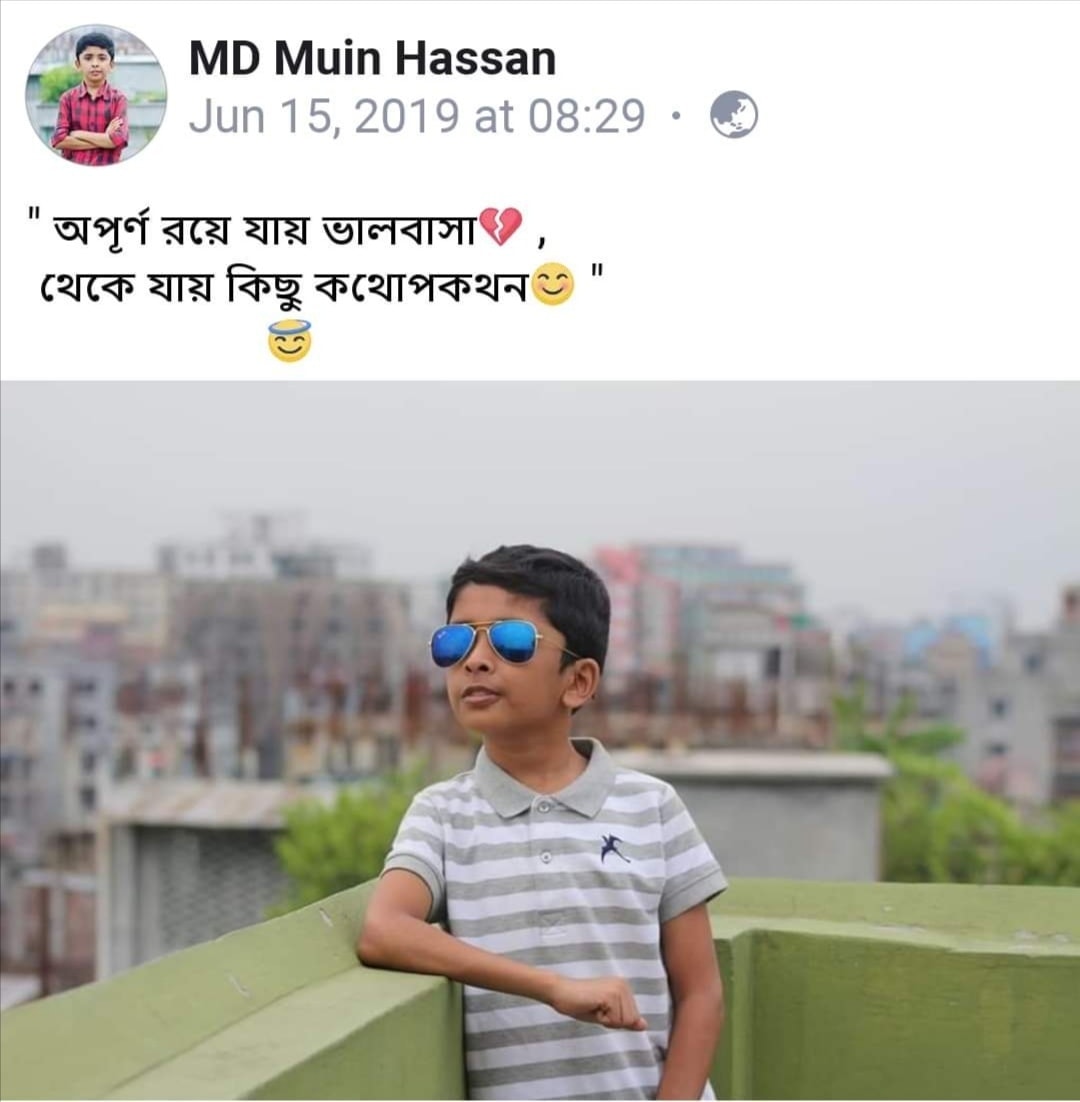 MD Muin Hassan
Jun 15, 2019 at 08:29 ·
" অপূর্ণ রয়ে যায় ভালবাসা💔 ,
থেকে যায় কিছু কথোপকথন😊 "
😇